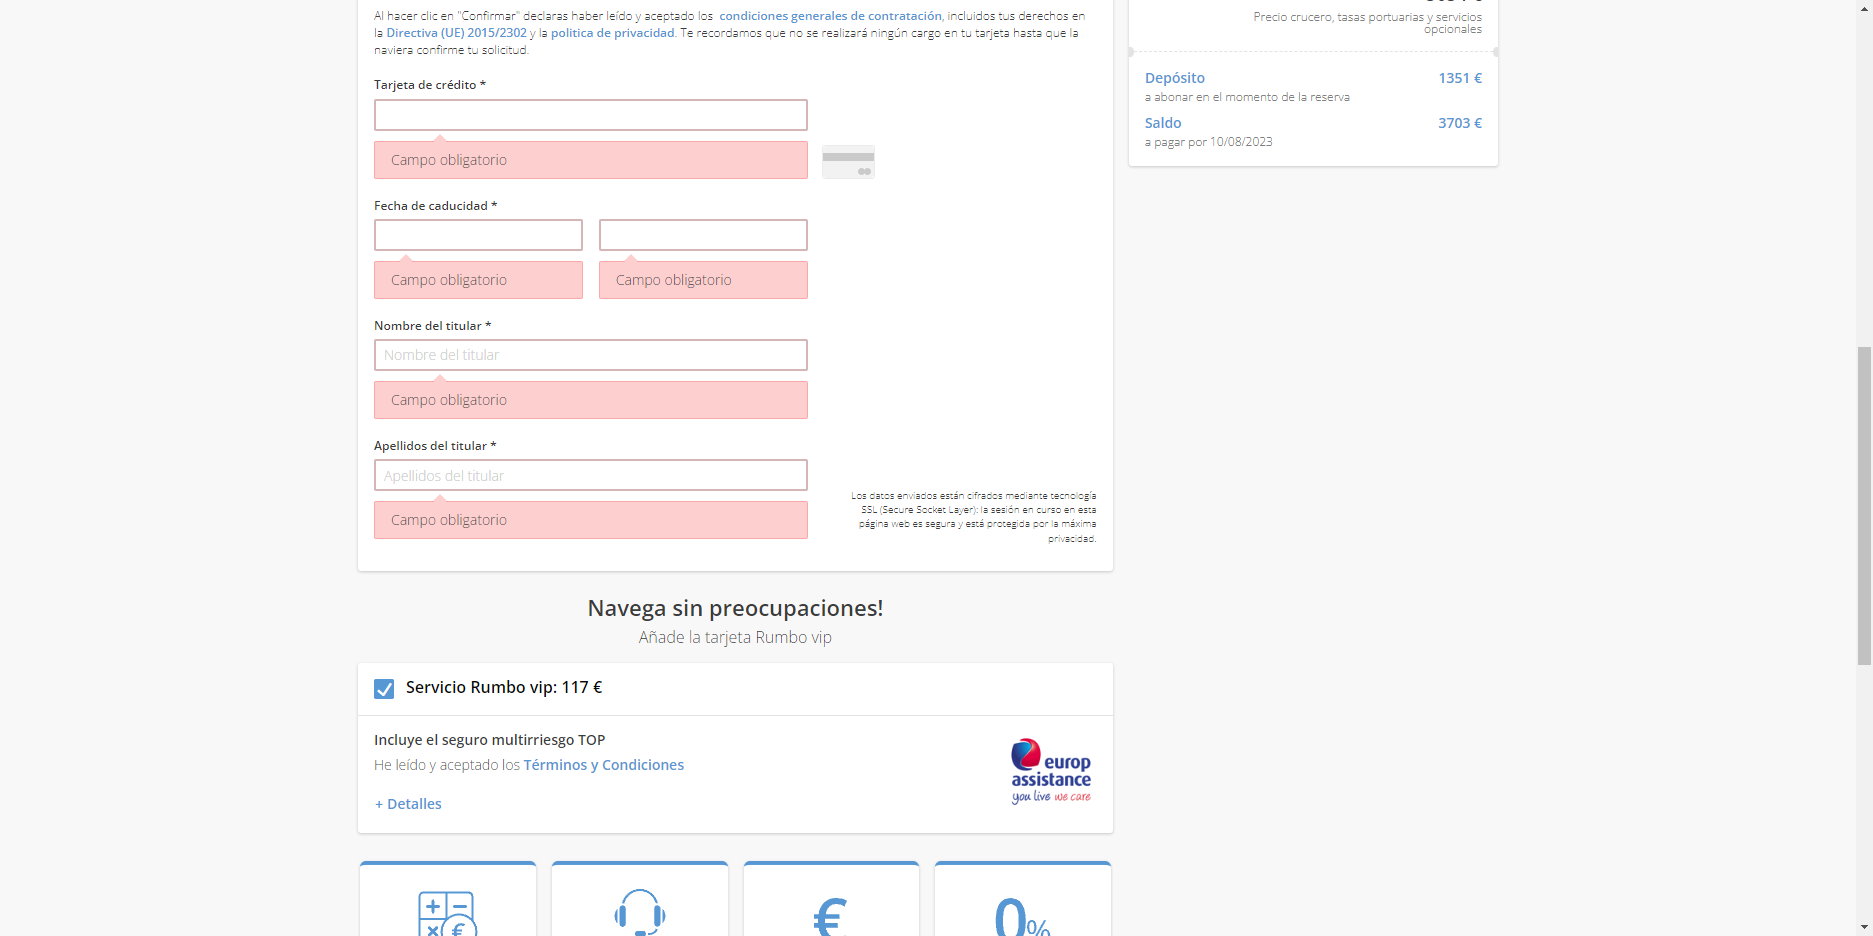 Al hacer clic en "Confirmar" declaras haber leído y aceptado los condiciones generales de contratación, incluidos tus derechos en
la Directiva (UE) 2015/2302 y la politica de privacidad. Te recordamos que no se realizará ningún cargo en tu tarjeta hasta que la
naviera confirme tu solicitud.
Tarjeta de crédito *
Campo obligatorio
Fecha de caducidad *
Campo obligatorio
Campo obligatorio
Nombre del titular *
Nombre del titular
Campo obligatorio
Apellidos del titular *
Apellidos del titular
Campo obligatorio
Los datos enviados están cifrados mediante tecnología
SSL (Secure Socket Layer): la sesión en curso en esta
página web es segura y está protegida por la máxima
privacidad.
Navega sin preocupaciones!
Añade la tarjeta Rumbo vip
Servicio Rumbo vip: 117 €
Incluye el seguro multirriesgo TOP
He leído y aceptado los Términos y Condiciones
+ Detalles
europ
assistance
you live we care
€
€
0%
Precio crucero, tasas portuarias y servicios
opcionales
Depósito 1351 €
a abonar en el momento de la reserva
Saldo 3703 €
a pagar por 10/08/2023